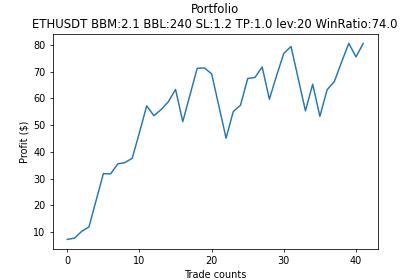 Portfolio
ETHUSDT BBM:2.1 BBL:240 SL:1.2 TP:1.0 lev:20 WinRatio:74.0
80
70
60
50
40
30
20
10
Profit ($)
0 10 20 30 40
Trade counts